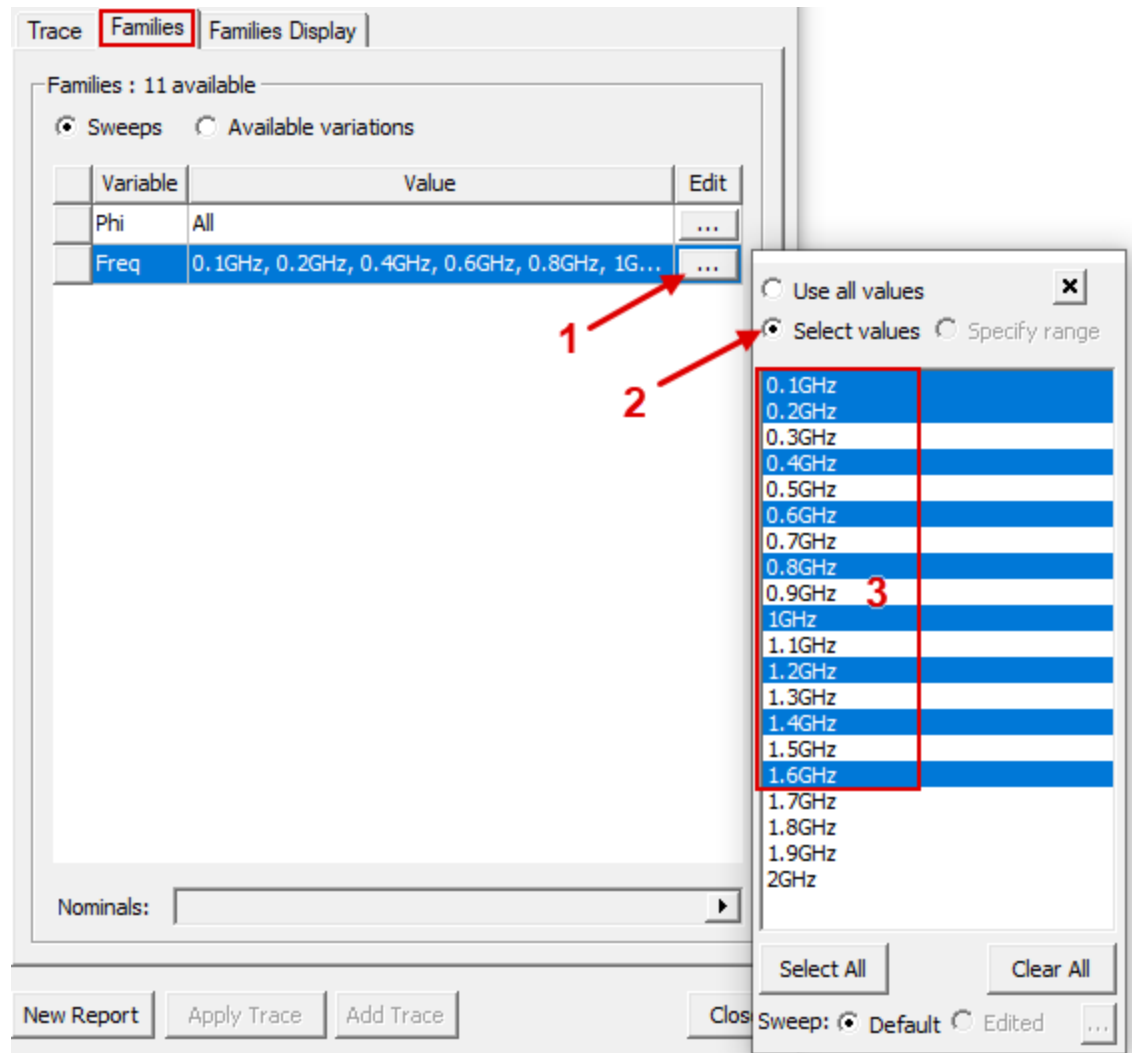 Trace Families Families Display
Families : 11 available
Sweeps Available variations
Variable Value Edit
Phi All ...
Freq 0.1GHz, 0.2GHz, 0.4GHz, 0.6GHz, 0.8GHz, 1G... ...
1
2
Nominals:
New Report Apply Trace Add Trace
Use all values
Select values Specify range
0.1GHz
0.2GHz
0.3GHz
0.4GHz
0.5GHz
0.6GHz
0.7GHz
0.8GHz
0.9GHz
3
1GHz
1.1GHz
1.2GHz
1.3GHz
1.4GHz
1.5GHz
1.6GHz
1.7GHz
1.8GHz
1.9GHz
2GHz
Select All Clear All
Sweep: Default Edited ...